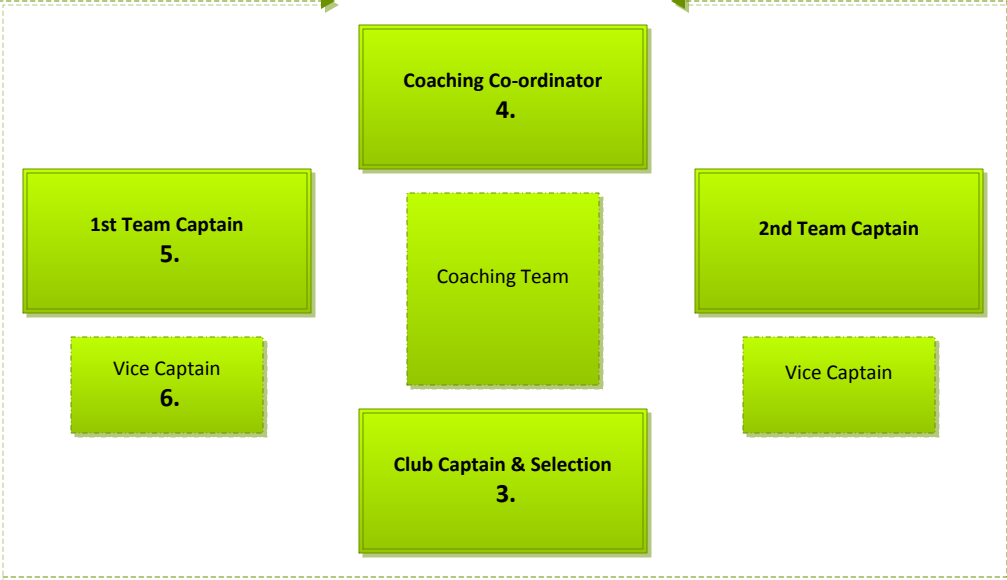 Coaching Co-ordinator
4.
1st Team Captain
5.
2nd Team Captain
Coaching Team
Vice Captain
6.
Vice Captain
Club Captain & Selection
3.